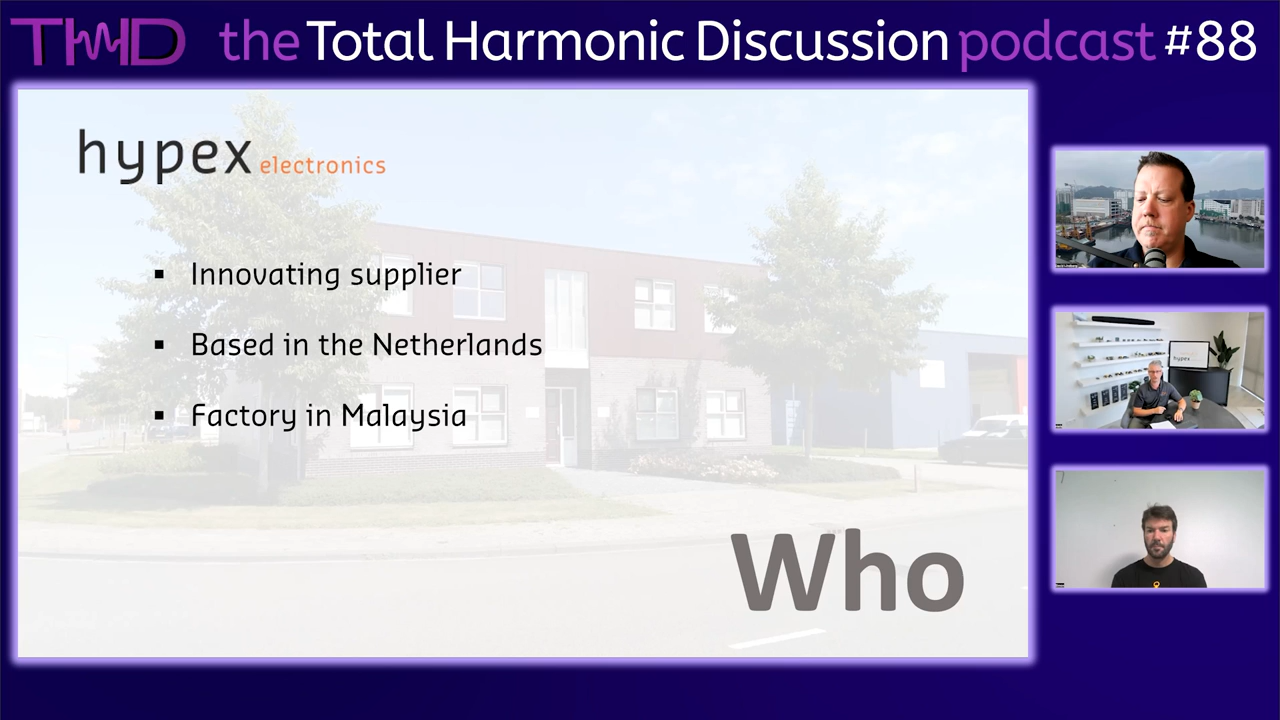 THD the Total Harmonic Discussion podcast #88
hypex electronics
▪ Innovating supplier
▪ Based in the Netherlands
▪ Factory in Malaysia
Who
hypex